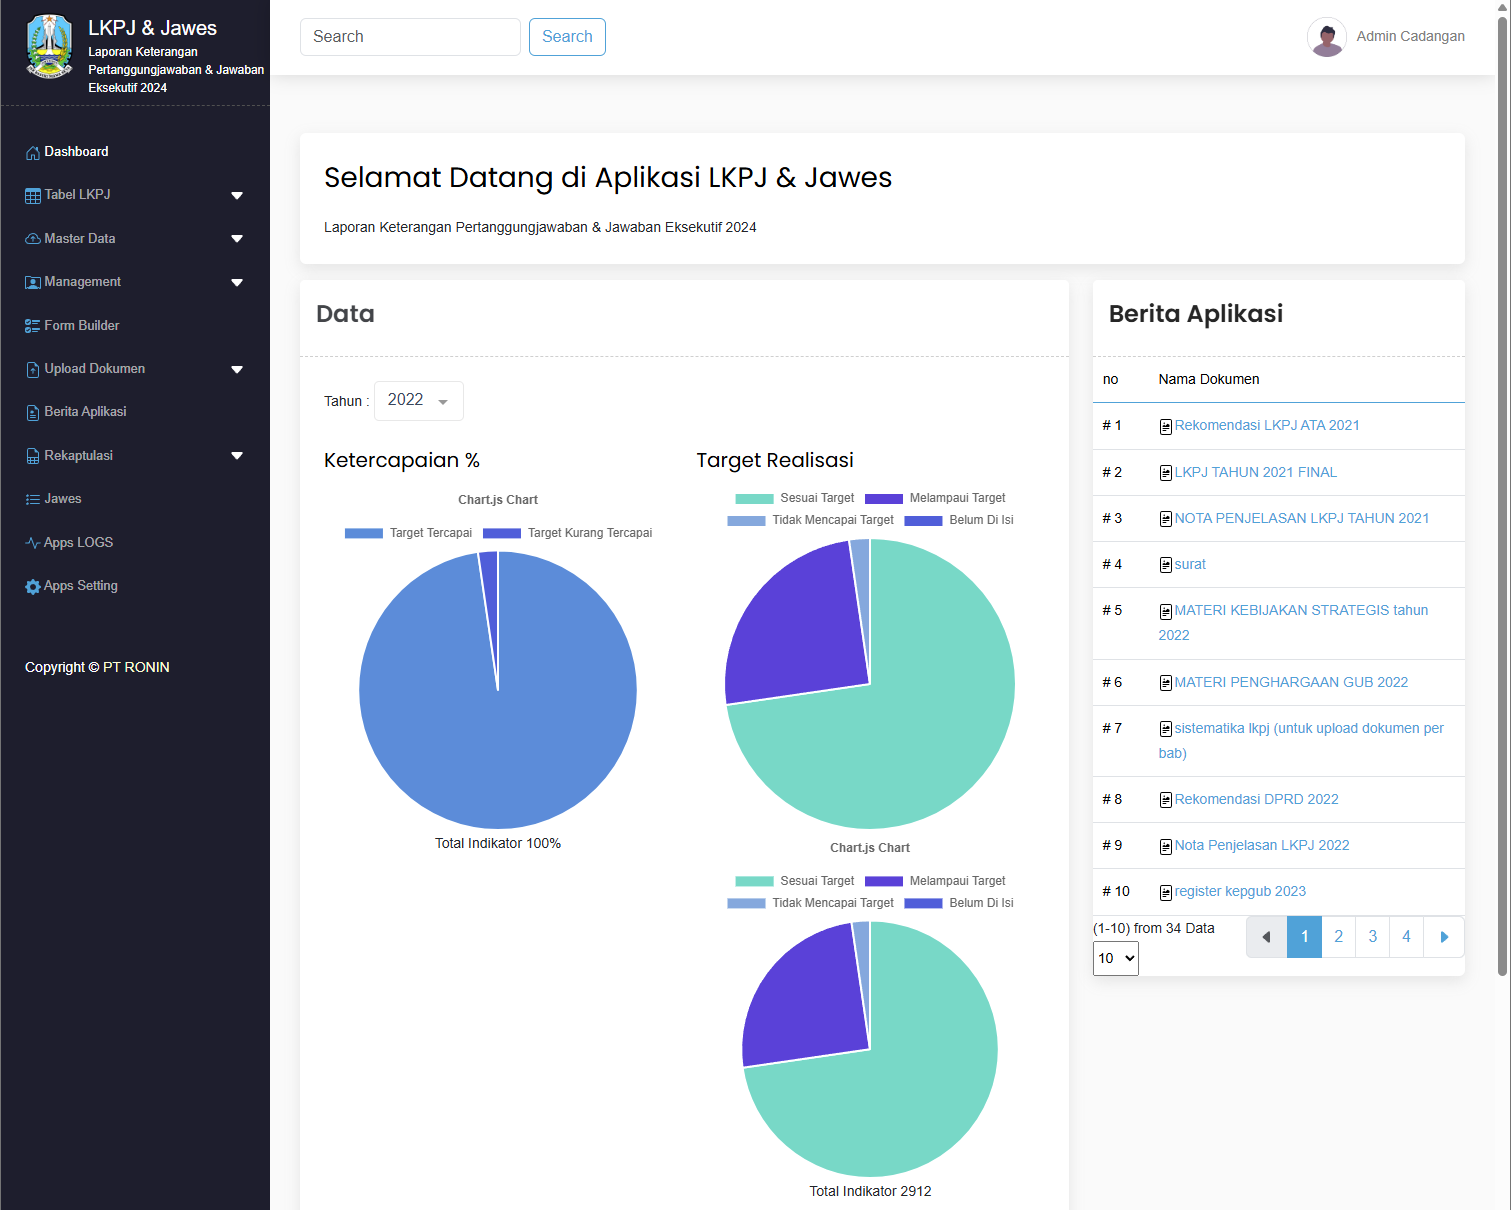 LKPJ & Jawes
Laporan Keterangan
Pertanggungjawaban & Jawaban
Eksekutif 2024
Dashboard
Tabel LKPJ
Master Data
Management
Form Builder
Upload Dokumen
Berita Aplikasi
Rekaptulasi
Jawes
Apps LOGS
Apps Setting
Copyright © PT RONIN
Search
Search
Admin Cadangan
Selamat Datang di Aplikasi LKPJ & Jawes
Laporan Keterangan Pertanggungjawaban & Jawaban Eksekutif 2024
Data
Tahun : 2022
Ketercapaian %
Chart.js Chart
Target Tercapai Target Kurang Tercapai
Total Indikator 100%
Target Realisasi
Sesuai Target Melampaui Target
Tidak Mencapai Target Belum Di Isi
Chart.js Chart
Sesuai Target Melampaui Target
Tidak Mencapai Target Belum Di Isi
Total Indikator 2912
Berita Aplikasi
no Nama Dokumen
# 1 Rekomendasi LKPJ ATA 2021
# 2 LKPJ TAHUN 2021 FINAL
# 3 NOTA PENJELASAN LKPJ TAHUN 2021
# 4 surat
# 5 MATERI KEBIJAKAN STRATEGIS tahun
2022
# 6 MATERI PENGHARGAAN GUB 2022
# 7 sistematika lkpj (untuk upload dokumen per
bab)
# 8 Rekomendasi DPRD 2022
# 9 Nota Penjelasan LKPJ 2022
# 10 register kepgub 2023
(1-10) from 34 Data
10
1 2 3 4